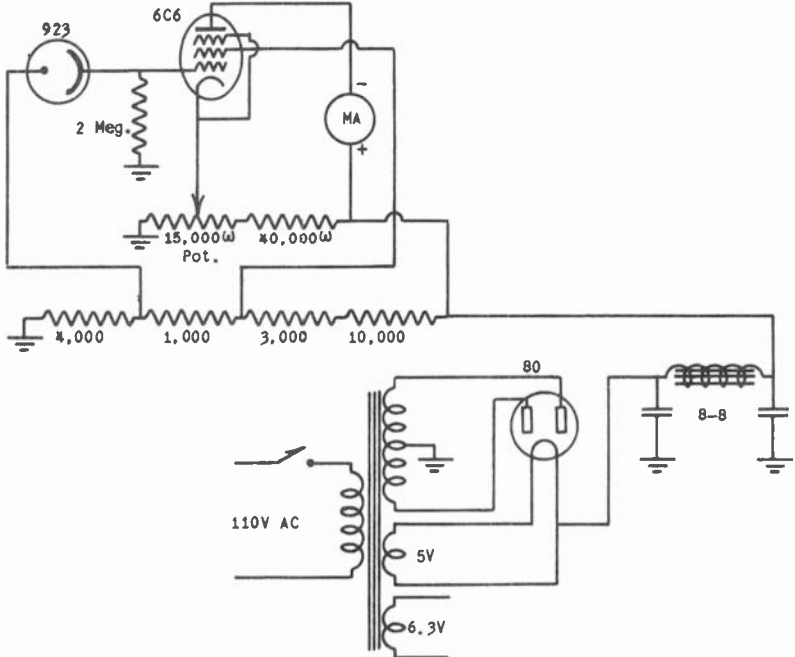 923
6C6
2 Meg.
-
MA
+
15,000ω
Pot.
40,000ω
4,000
1,000
3,000
10,000
80
8-8
110V AC
5V
6.3V